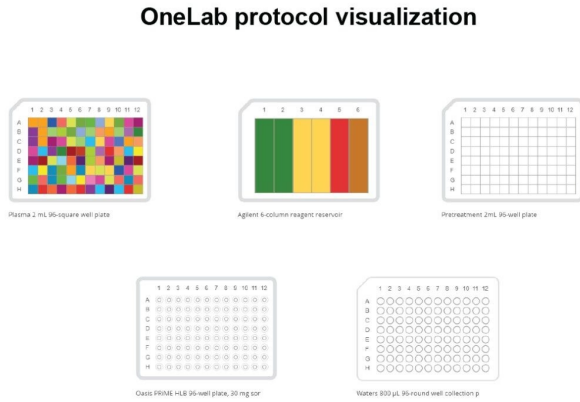 OneLab protocol visualization
1 2 3 4 5 6 7 8 9 10 11 12
A
B
C
D
E
F
G
H
Plasma 2 mL 96-square well plate
1 2 3 4 5 6
Agilent 6-column reagent reservoir
1 2 3 4 5 6 7 8 9 10 11 12
A
B
C
D
E
F
G
H
Pretreatment 2mL 96-well plate
1 2 3 4 5 6 7 8 9 10 11 12
A
B
C
D
E
F
G
H
Oasis PRiME HLB 96-well plate, 30 mg sor
1 2 3 4 5 6 7 8 9 10 11 12
A
B
C
D
E
F
G
H
Waters 800 µL 96-round well collection p